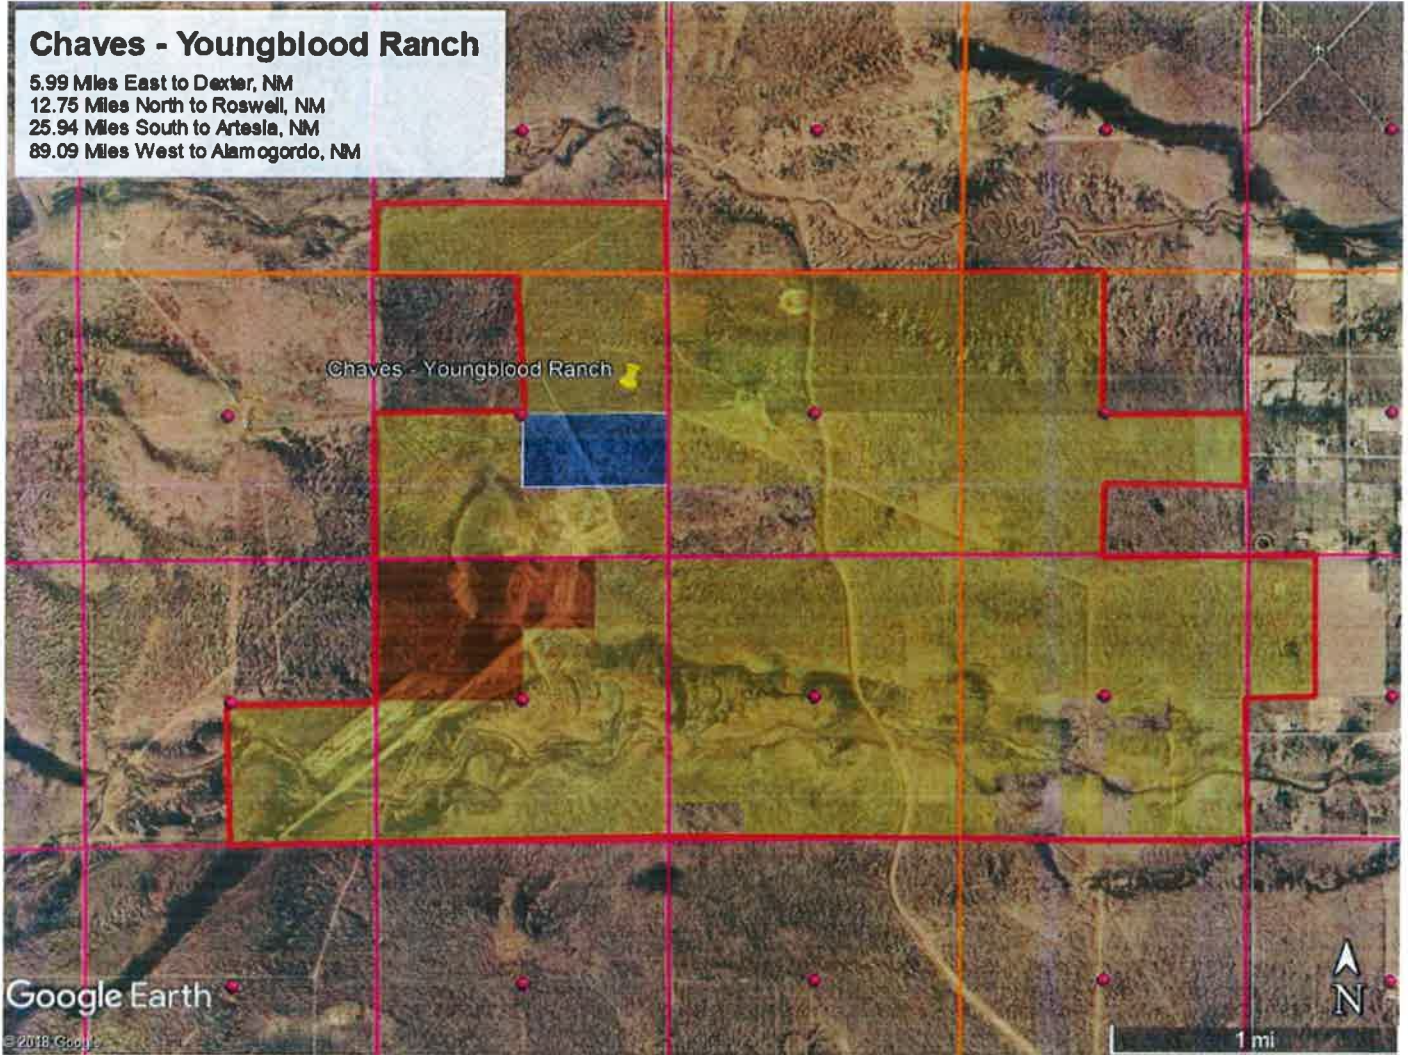 Chaves - Youngblood Ranch
5.99 Miles East to Dexter, NM
12.75 Miles North to Roswell, NM
25.94 Miles South to Artesia, NM
89.09 Miles West to Alamogordo, NM
Chaves - Youngblood Ranch
Google Earth
N
© 2018 Google
1 mi